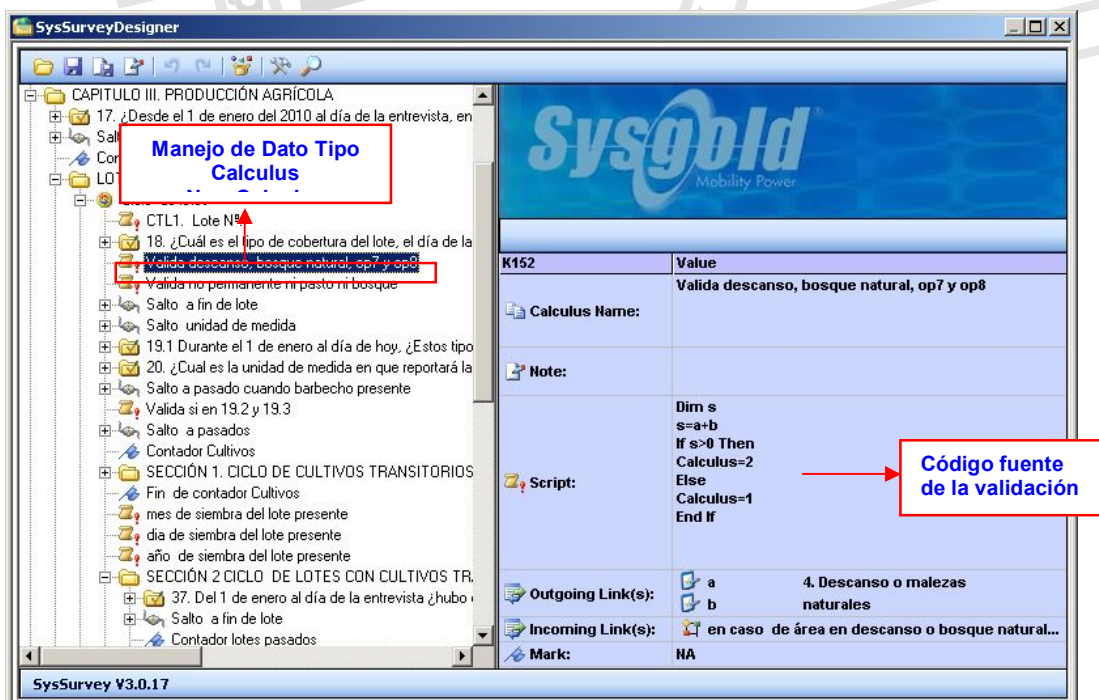 SysSurveyDesigner
CAPITULO III. PRODUCCIÓN AGRÍCOLA
17. ¿Desde el 1 de enero del 2010 al día de la entrevista, en
Manejo de Dato Tipo
Calculus
CTL1. Lote N°
18. ¿Cuál es el tipo de cobertura del lote, el día de la
Valida descanso, bosque natural, op7 y op8
Valida no permanente ni pasto ni bosque
Salto a fin de lote
Salto unidad de medida
19.1 Durante el 1 de enero al día de hoy, ¿Estos tipo
20. ¿Cual es la unidad de medida en que reportará la
Salto a pasado cuando barbecho presente
Valida si en 19.2 y 19.3
Salto a pasados
Contador Cultivos
SECCIÓN 1. CICLO DE CULTIVOS TRANSITORIOS
Fin de contador Cultivos
mes de siembra del lote presente
dia de siembra del lote presente
año de siembra del lote presente
SECCIÓN 2 CICLO DE LOTES CON CULTIVOS TR
37. Del 1 de enero al día de la entrevista ¿hubo
Salto a fin de lote
Contador lotes pasados
Sysgold
Mobility Power
K152 Value
Calculus Name: Valida descanso, bosque natural, op7 y op8
Note:
Script:
Dim s
s=a+b
If s>0 Then
Calculus=2
Else
Calculus=1
End If
Código fuente
de la validación
Outgoing Link(s):
a 4. Descanso o malezas
b naturales
Incoming Link(s): en caso de área en descanso o bosque natural...
Mark: NA
SysSurvey V3.0.17